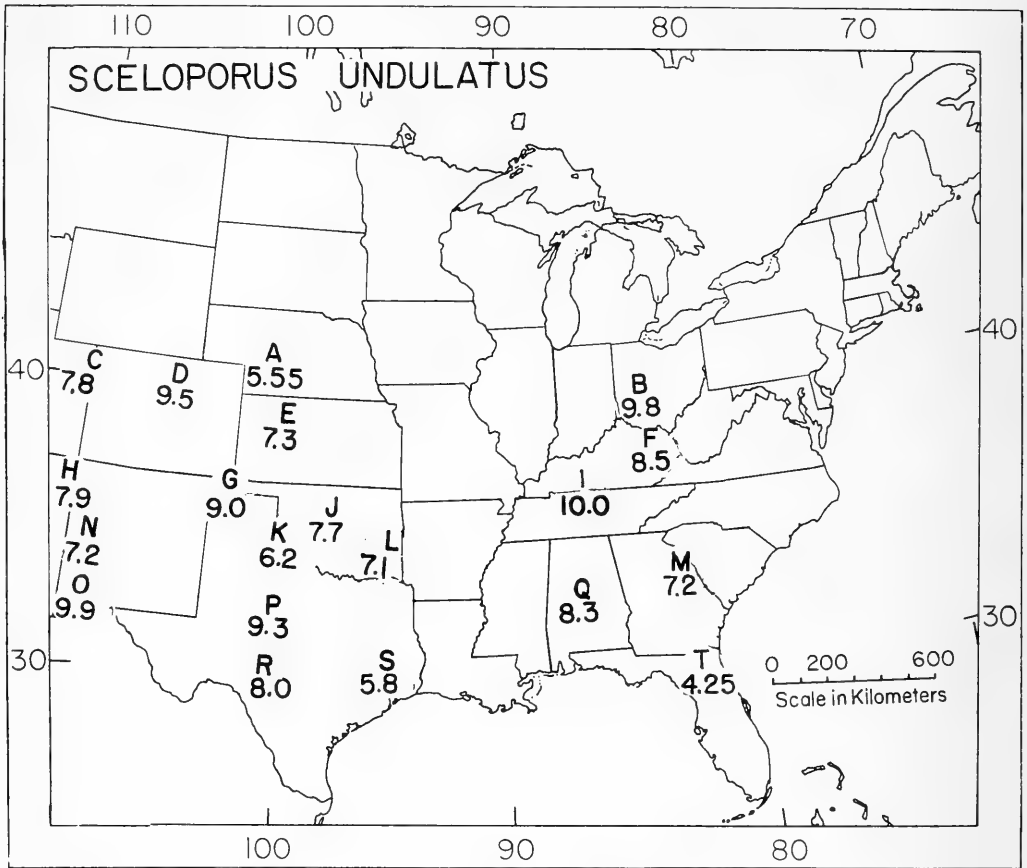 110 100 90 80 70
SCELOPORUS UNDULATUS
40
40
A
5.55
C
7.8
D
9.5
B
9.8
E
7.3
F
8.5
H
7.9
G
9.0
I
10.0
J
7.7
N
7.2
K
6.2
L
7.1
M
7.2
O
9.9
P
9.3
Q
8.3
30
30
R
8.0
S
5.8
T
4.25
0 200 600
Scale in Kilometers
100 90 80